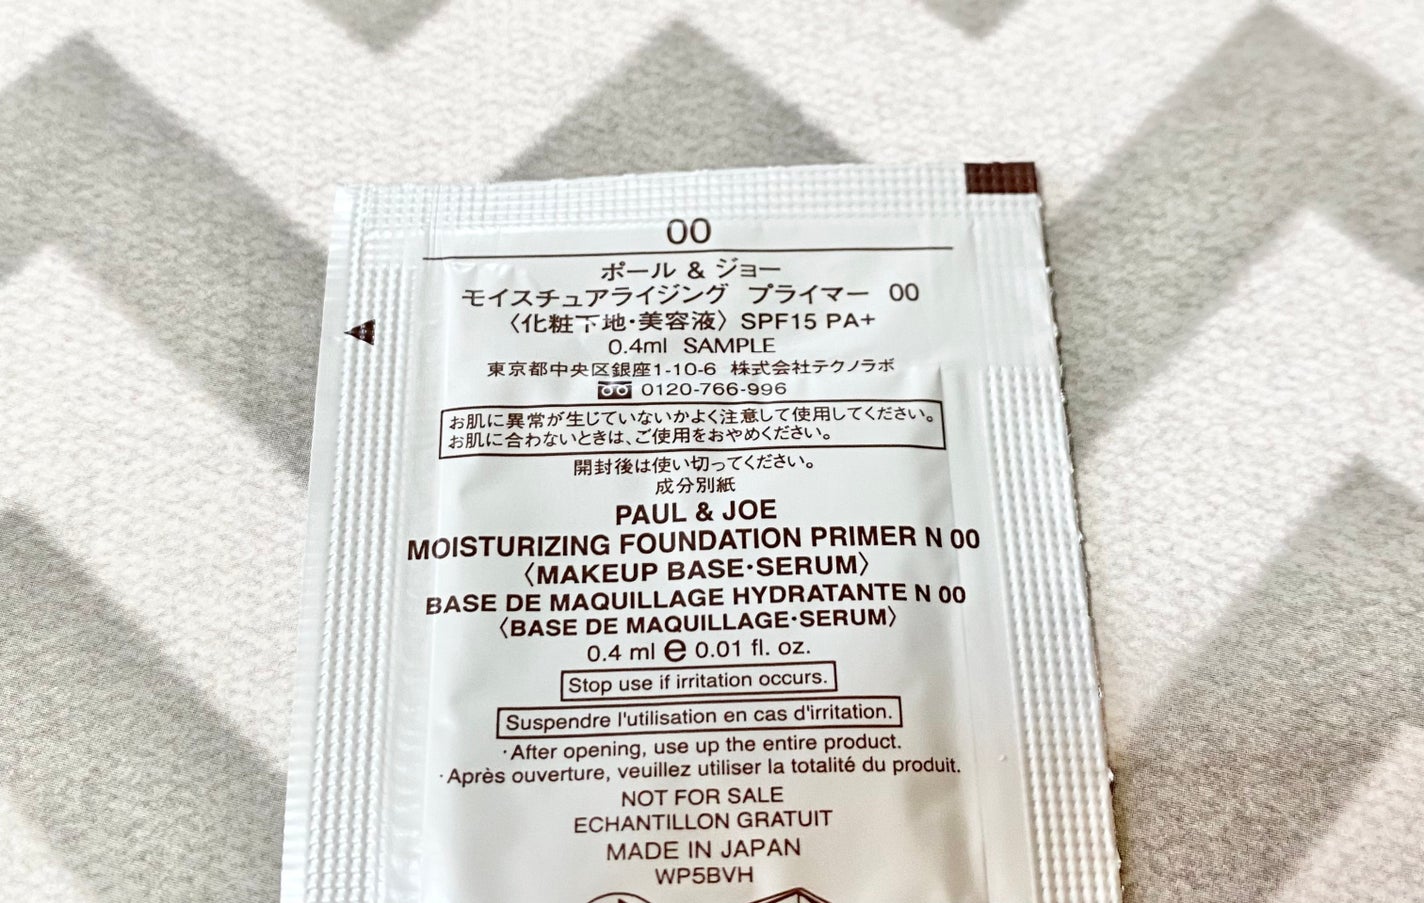 00
ポール & ジョー
モイスチュアライジング プライマー 00
〈化粧下地・美容液〉SPF15 PA+
0.4ml SAMPLE
東京都中央区銀座1-10-6 株式会社テクノラボ
0120-766-996
お肌に異常が生じていないかよく注意して使用してください。
お肌に合わないときは、ご使用をおやめください。
開封後は使い切ってください。
成分別紙
PAUL & JOE
MOISTURIZING FOUNDATION PRIMER N 00
〈MAKEUP BASE・SERUM〉
BASE DE MAQUILLAGE HYDRATANTE N 00
〈BASE DE MAQUILLAGE・SERUM〉
0.4 ml e 0.01 fl. oz.
Stop use if irritation occurs.
Suspendre l'utilisation en cas d'irritation.
・After opening, use up the entire product.
・Après ouverture, veuillez utiliser la totalité du produit.
NOT FOR SALE
ECHANTILLON GRATUIT
MADE IN JAPAN
WP5BVH